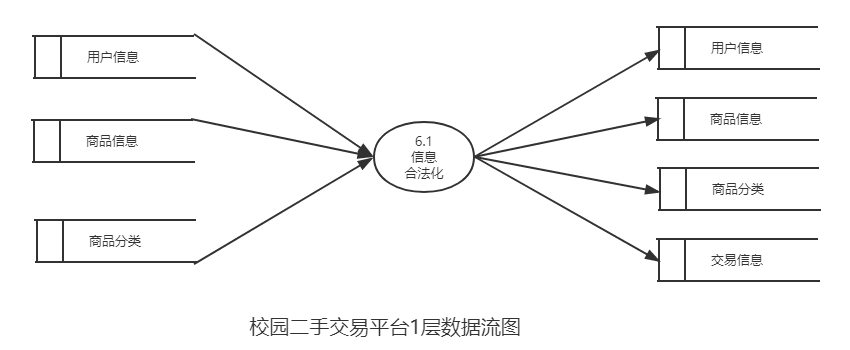 用户信息
商品信息
商品分类
6.1
信息
合法化
用户信息
商品信息
商品分类
交易信息
校园二手交易平台1层数据流图